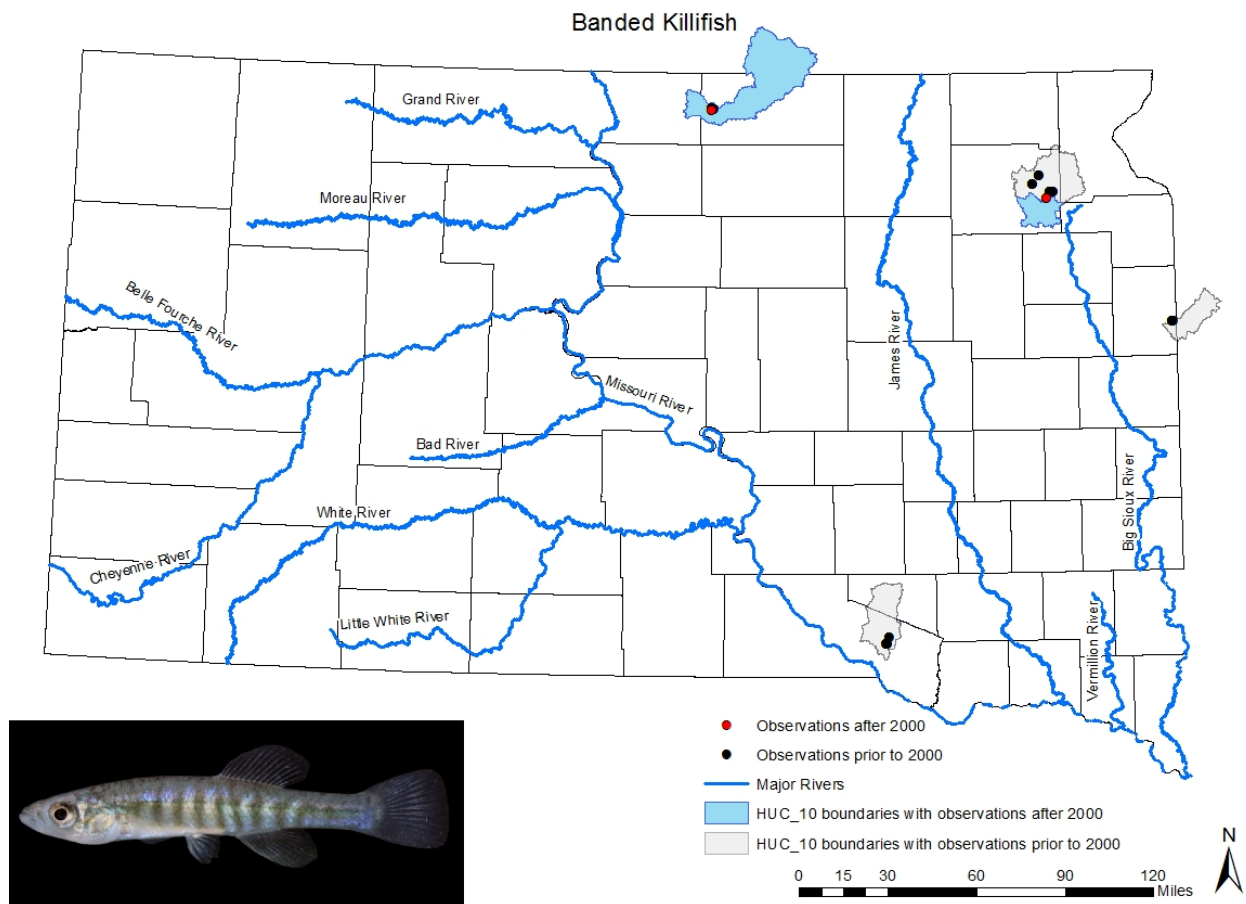 Banded Killifish
Grand River
Moreau River
Belle Fourche River
James River
Missouri River
Bad River
Big Sioux River
White River
Cheyenne River
Little White River
Vermillion River
Observations after 2000
Observations prior to 2000
Major Rivers
HUC_10 boundaries with observations after 2000
HUC_10 boundaries with observations prior to 2000
N
0 15 30 60 90 120
Miles